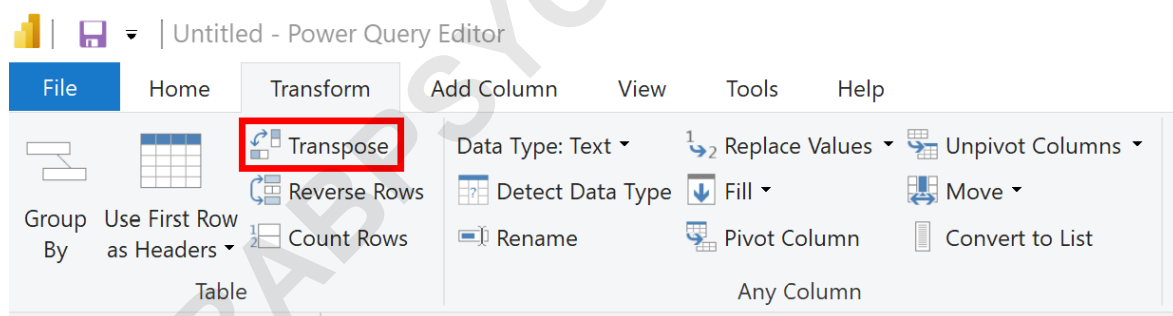 Untitled - Power Query Editor
File Home Transform Add Column View Tools Help
Transpose Data Type: Text Replace Values Unpivot Columns
Reverse Rows Detect Data Type Fill Move
Group By Use First Row as Headers Count Rows Rename Pivot Column Convert to List
Table Any Column